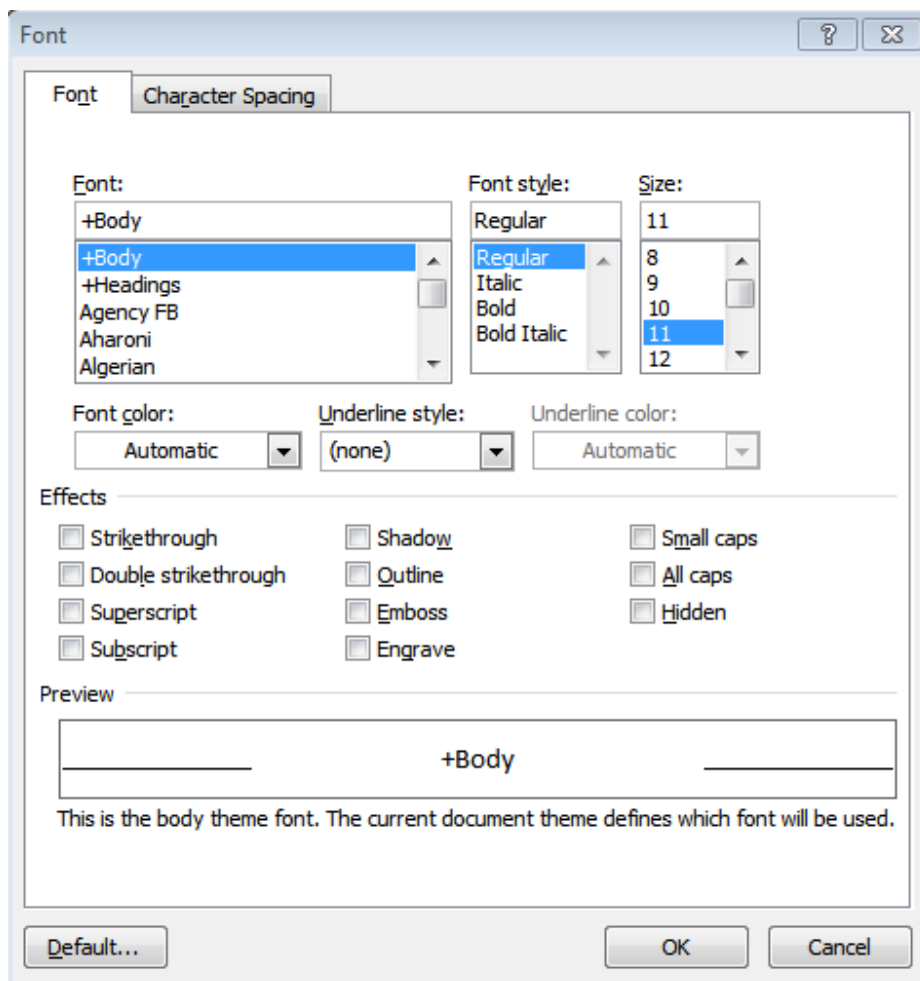 Font
Font Character Spacing
Font: Font style: Size:
+Body Regular 11
+Body Regular 8
+Headings Italic 9
Agency FB Bold 10
Aharoni Bold Italic 11
Algerian 12
Font color: Underline style: Underline color:
Automatic (none) Automatic
Effects
Strikethrough Shadow Small caps
Double strikethrough Outline All caps
Superscript Emboss Hidden
Subscript Engrave
Preview
+Body
This is the body theme font. The current document theme defines which font will be used.
Default... OK Cancel